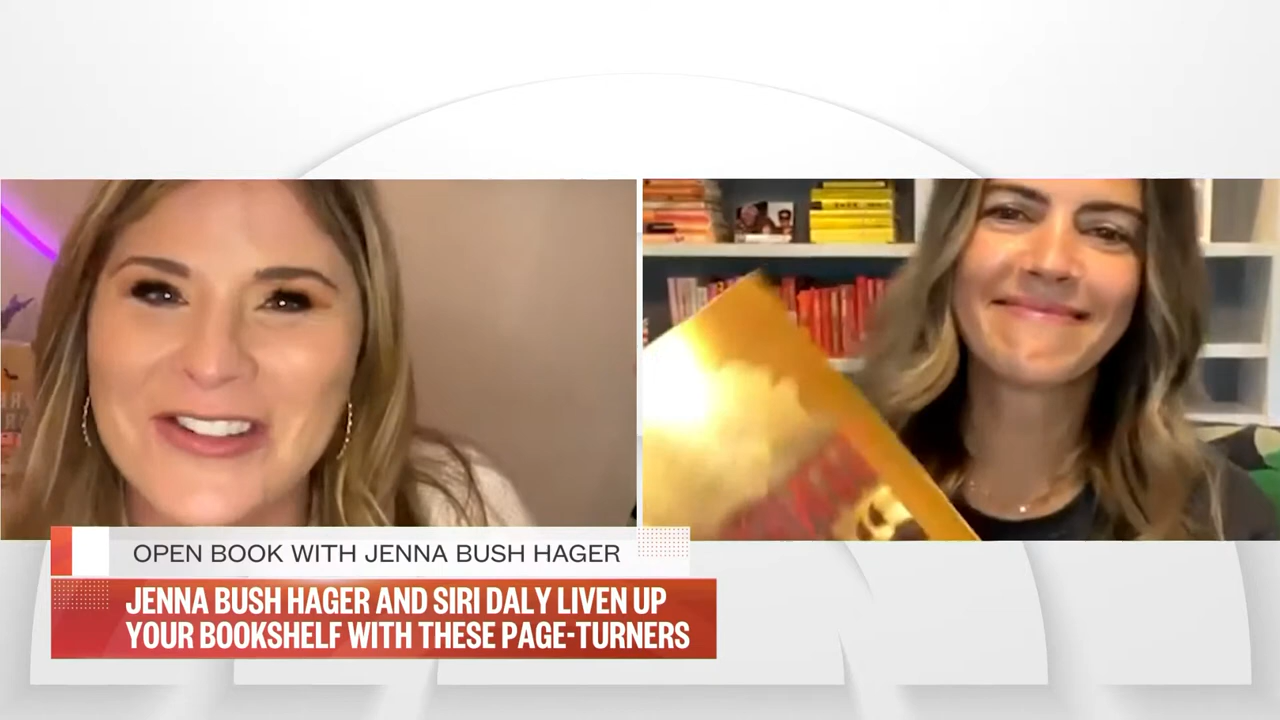 OPEN BOOK WITH JENNA BUSH HAGER
JENNA BUSH HAGER AND SIRI DALY LIVEN UP
YOUR BOOKSHELF WITH THESE PAGE-TURNERS